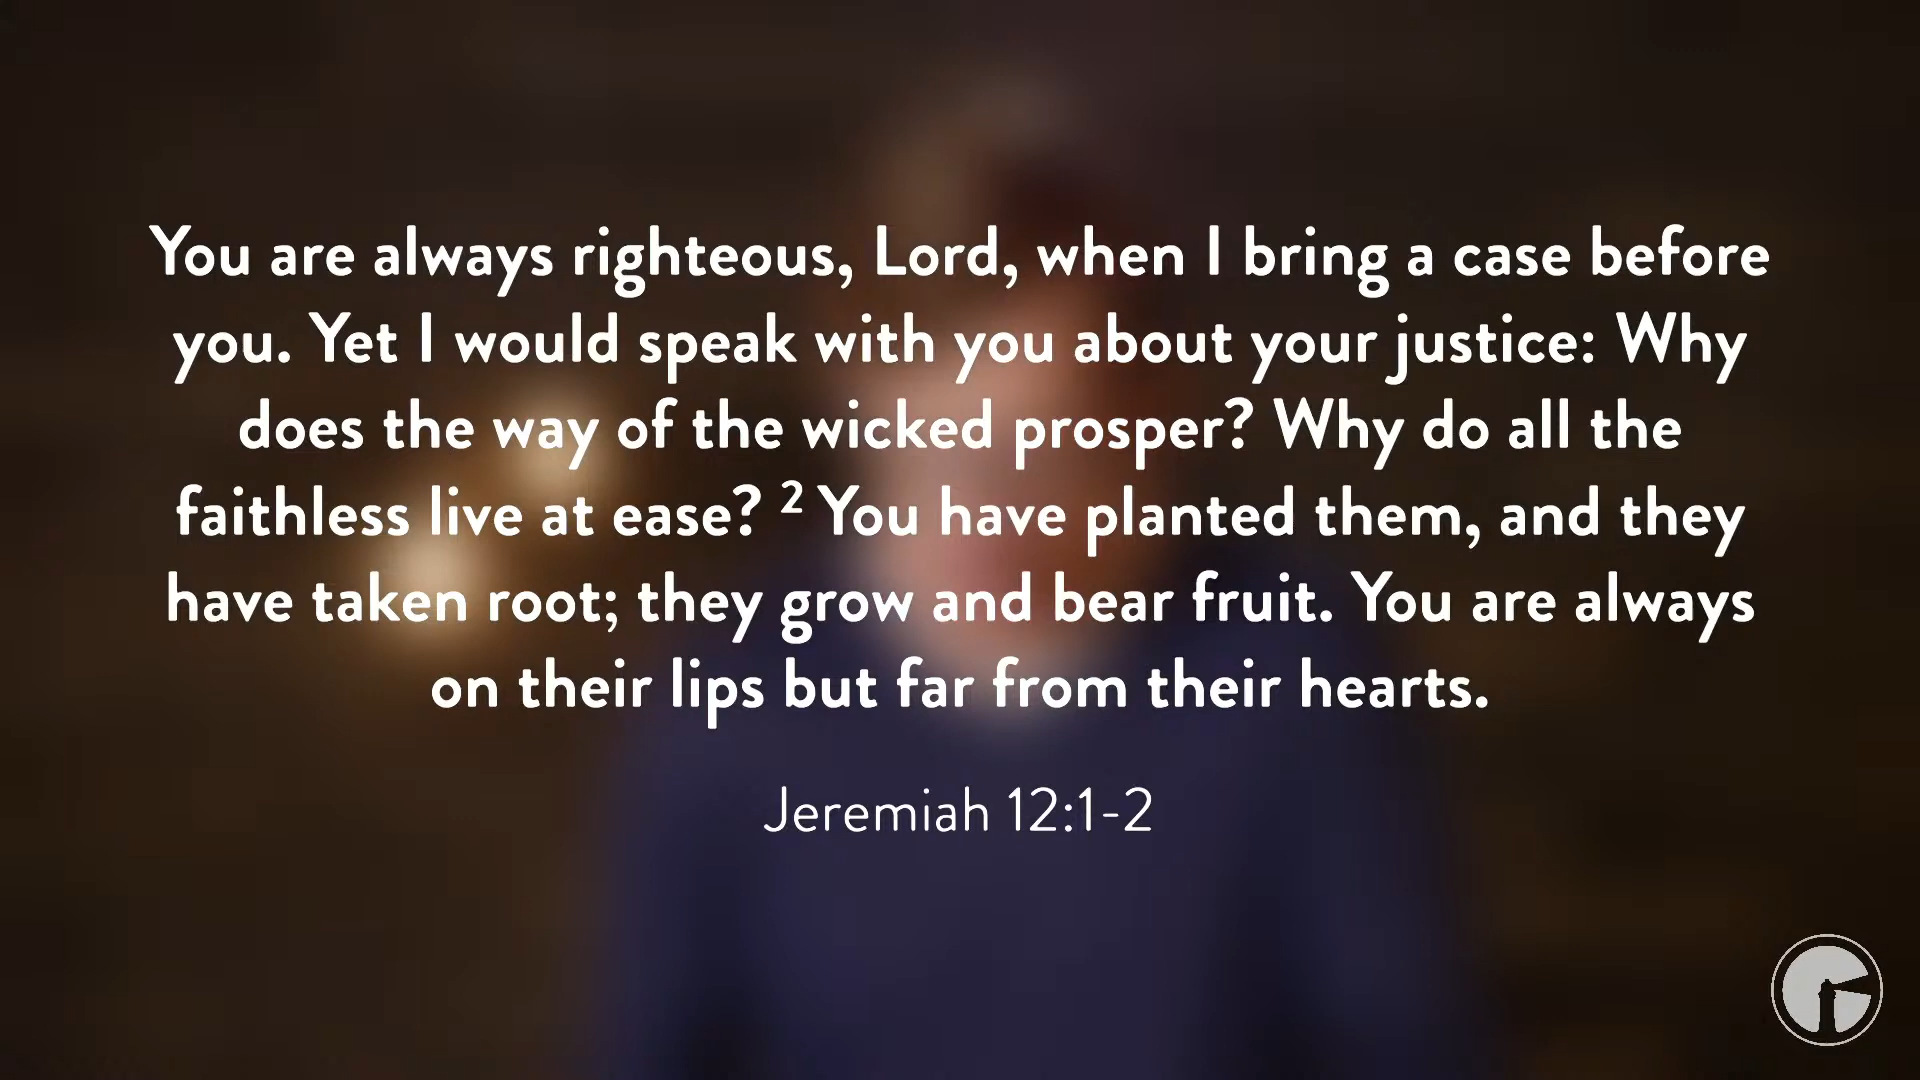 You are always righteous, Lord, when I bring a case before
you. Yet I would speak with you about your justice: Why
does the way of the wicked prosper? Why do all the
faithless live at ease? ² You have planted them, and they
have taken root; they grow and bear fruit. You are always
on their lips but far from their hearts.
Jeremiah 12:1-2